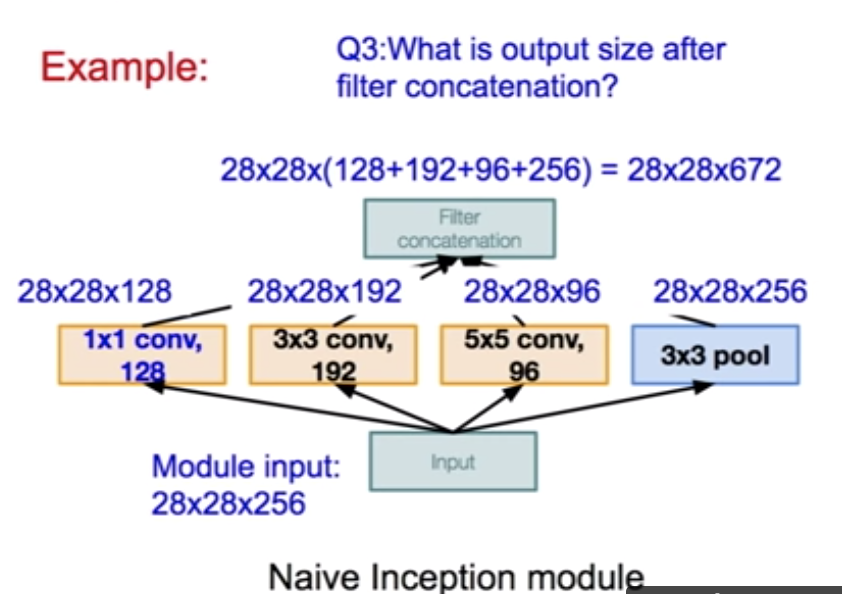 Example:
Q3:What is output size after
filter concatenation?
28x28x(128+192+96+256) = 28x28x672
Filter
concatenation
28x28x128
28x28x192
28x28x96
28x28x256
1x1 conv,
128
3x3 conv,
192
5x5 conv,
96
3x3 pool
Module input:
28x28x256
Input
Naive Inception module